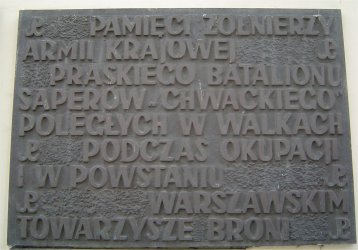 PAMIĘCI ŻOŁNIERZY
ARMII KRAJOWEJ
PRASKIEGO BATALIONU
SAPERÓW "CHWACKIEGO"
POLEGŁYCH W WALKACH
PODCZAS OKUPACJI
I W POWSTANIU
WARSZAWSKIM
TOWARZYSZE BRONI